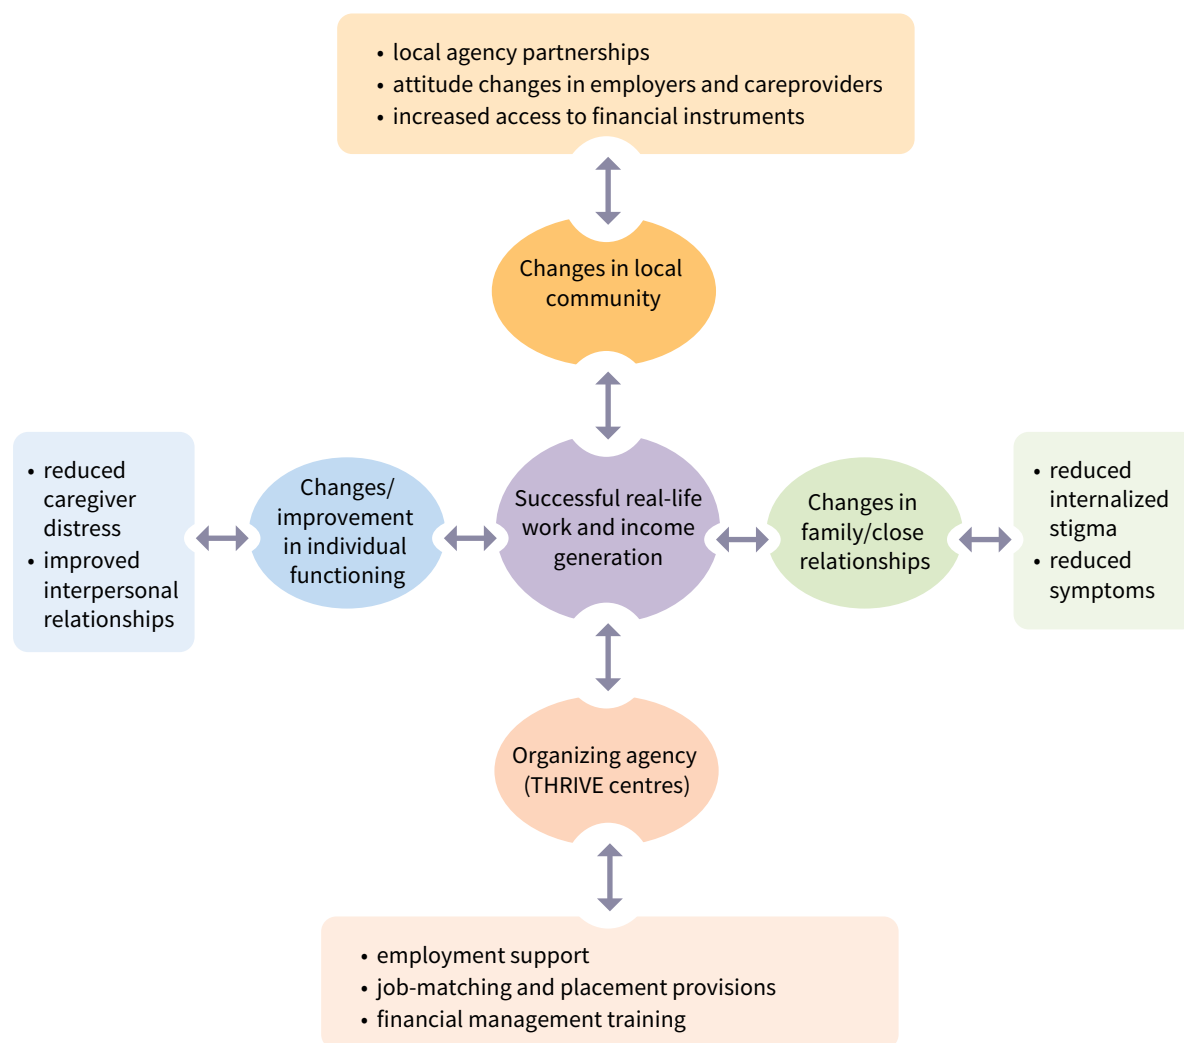 • local agency partnerships
• attitude changes in employers and careproviders
• increased access to financial instruments
Changes in local
community
• reduced
caregiver
distress
• improved
interpersonal
relationships
Changes/
improvement
in individual
functioning
Successful real-life
work and income
generation
Changes in
family/close
relationships
• reduced
internalized
stigma
• reduced
symptoms
Organizing agency
(THRIVE centres)
• employment support
• job-matching and placement provisions
• financial management training